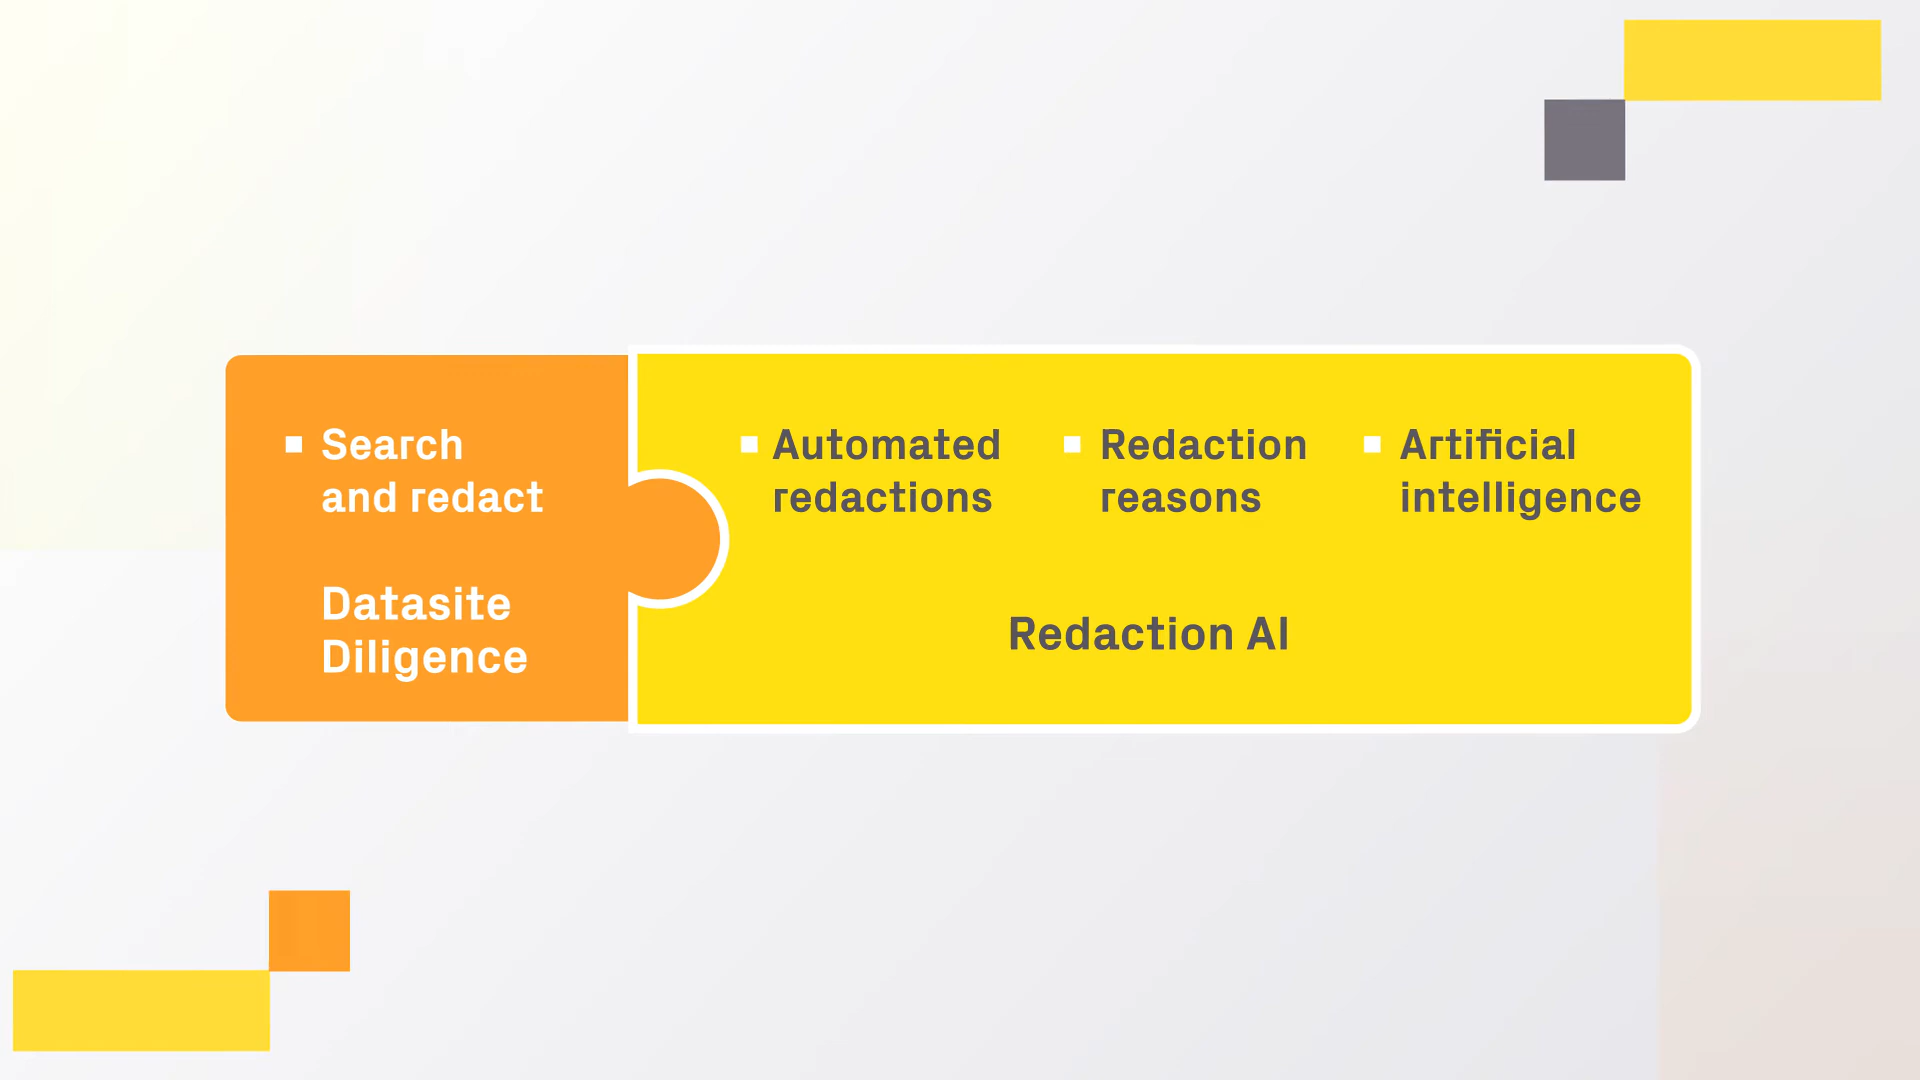 Search
and redact
Datasite
Diligence
Automated
redactions
Redaction
reasons
Artificial
intelligence
Redaction AI